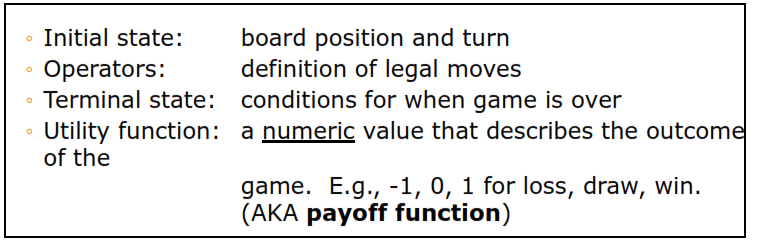 ◦ Initial state: board position and turn
◦ Operators: definition of legal moves
◦ Terminal state: conditions for when game is over
◦ Utility function: a numeric value that describes the outcome
of the
game. E.g., -1, 0, 1 for loss, draw, win.
(AKA payoff function)